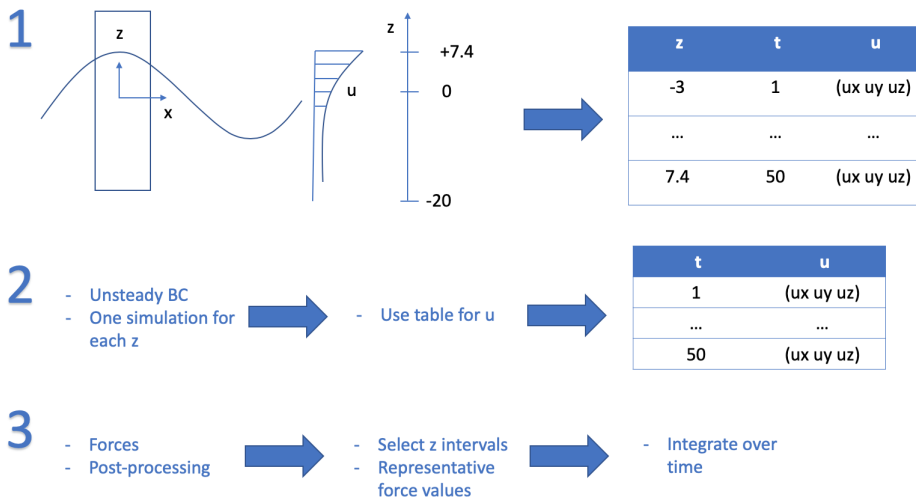 1
z
x
u
z
+7.4
0
-20
z t u
-3 1 (ux uy uz)
... ... ...
7.4 50 (ux uy uz)
2
- Unsteady BC
- One simulation for
each z
- Use table for u
t u
1 (ux uy uz)
... ...
50 (ux uy uz)
3
- Forces
- Post-processing
- Select z intervals
- Representative
force values
- Integrate over
time